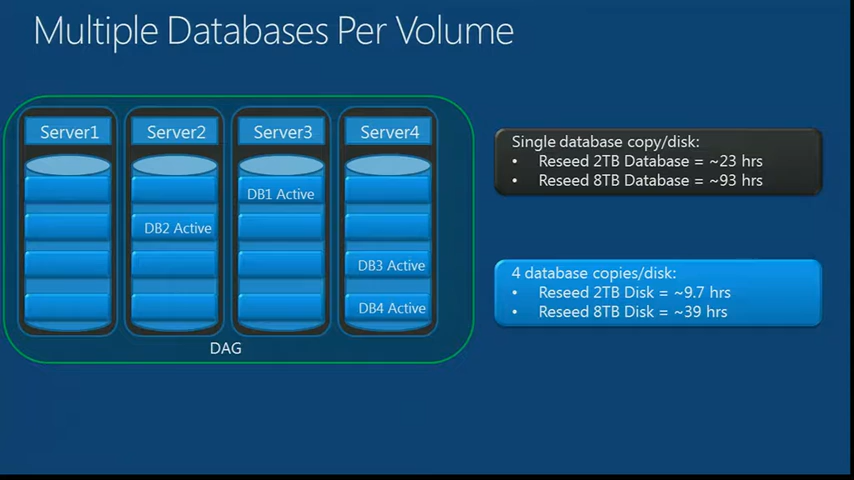 Multiple Databases Per Volume
Server1
Server2
Server3
Server4
DB1 Active
DB2 Active
DB3 Active
DB4 Active
DAG
Single database copy/disk:
• Reseed 2TB Database = ~23 hrs
• Reseed 8TB Database = ~93 hrs
4 database copies/disk:
• Reseed 2TB Disk = ~9.7 hrs
• Reseed 8TB Disk = ~39 hrs